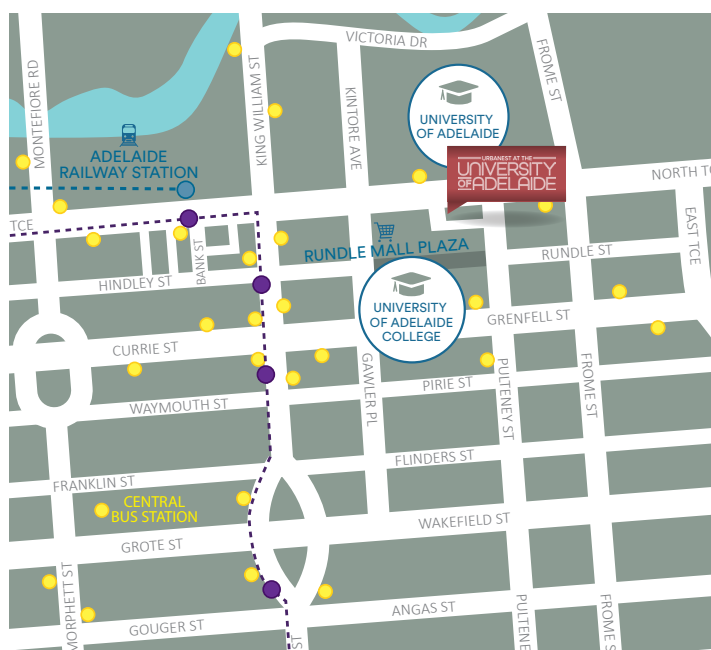 VICTORIA DR
FROME ST
MONTEFIORE RD
KING WILLIAM ST
KINTORE AVE
UNIVERSITY
OF ADELAIDE
ADELAIDE
RAILWAY STATION
URBANEST AT THE
UNIVERSITY
OF ADELAIDE
NORTH TC
TCE
EAST TCE
BANK ST
RUNDLE MALL PLAZA
RUNDLE ST
HINDLEY ST
UNIVERSITY
OF ADELAIDE
COLLEGE
GRENFELL ST
CURRIE ST
GAWLER PL
PULTENEY ST
FROME ST
PIRIE ST
WAYMOUTH ST
FLINDERS ST
FRANKLIN ST
CENTRAL
BUS STATION
WAKEFIELD ST
GROTE ST
MORPHETT ST
PULTENE
FROME S
ANGAS ST
GOUGER ST
ST